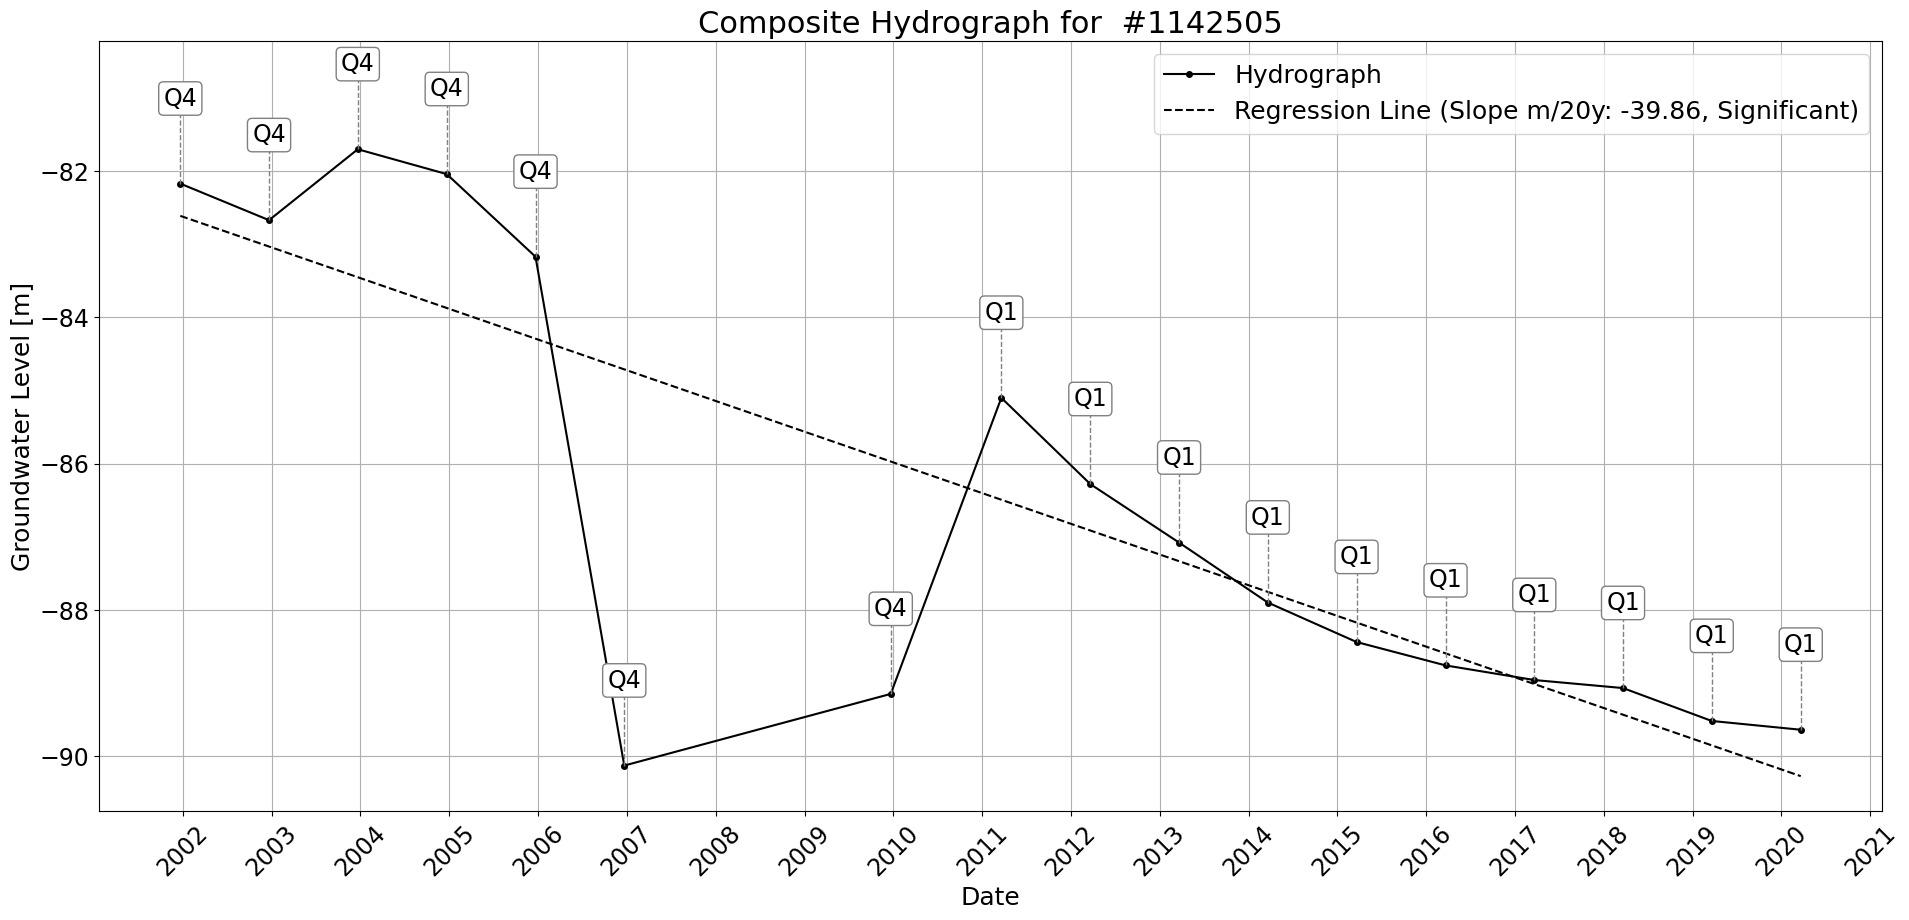 Composite Hydrograph for  #1142505
Hydrograph
Regression Line (Slope m/20y: -39.86, Significant)
Q4
Q4
Q4
Q4
Q4
Q4
Q4
Q1
Q1
Q1
Q1
Q1
Q1
Q1
Q1
Q1
Q1
Groundwater Level [m]
−82
−84
−86
−88
−90
2002
2003
2004
2005
2006
2007
2008
2009
2010
2011
2012
2013
2014
2015
2016
2017
2018
2019
2020
2021
Date